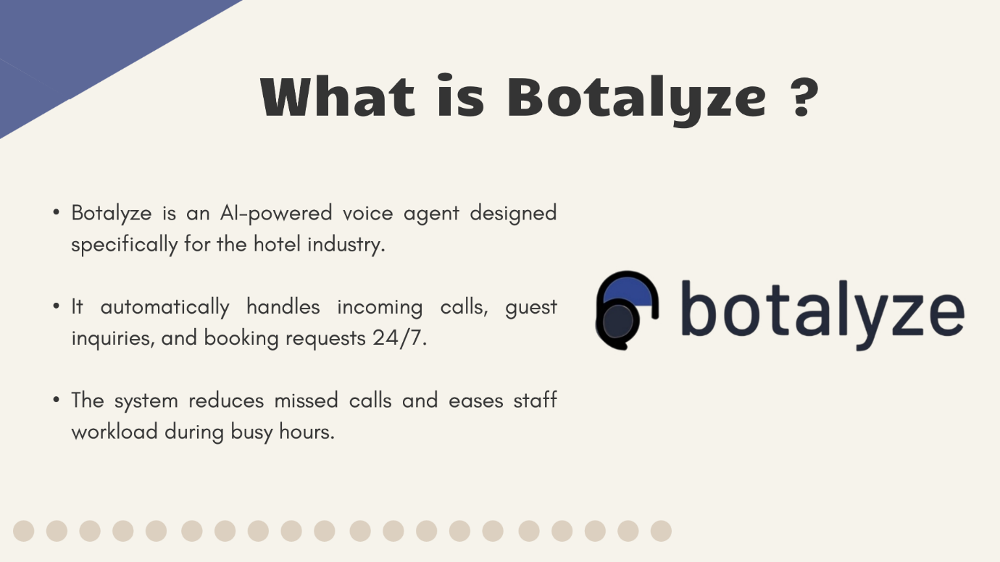 What is Botalyze ?
• Botalyze is an AI-powered voice agent designed
specifically for the hotel industry.
• It automatically handles incoming calls, guest
inquiries, and booking requests 24/7.
• The system reduces missed calls and eases staff
workload during busy hours.
botalyze